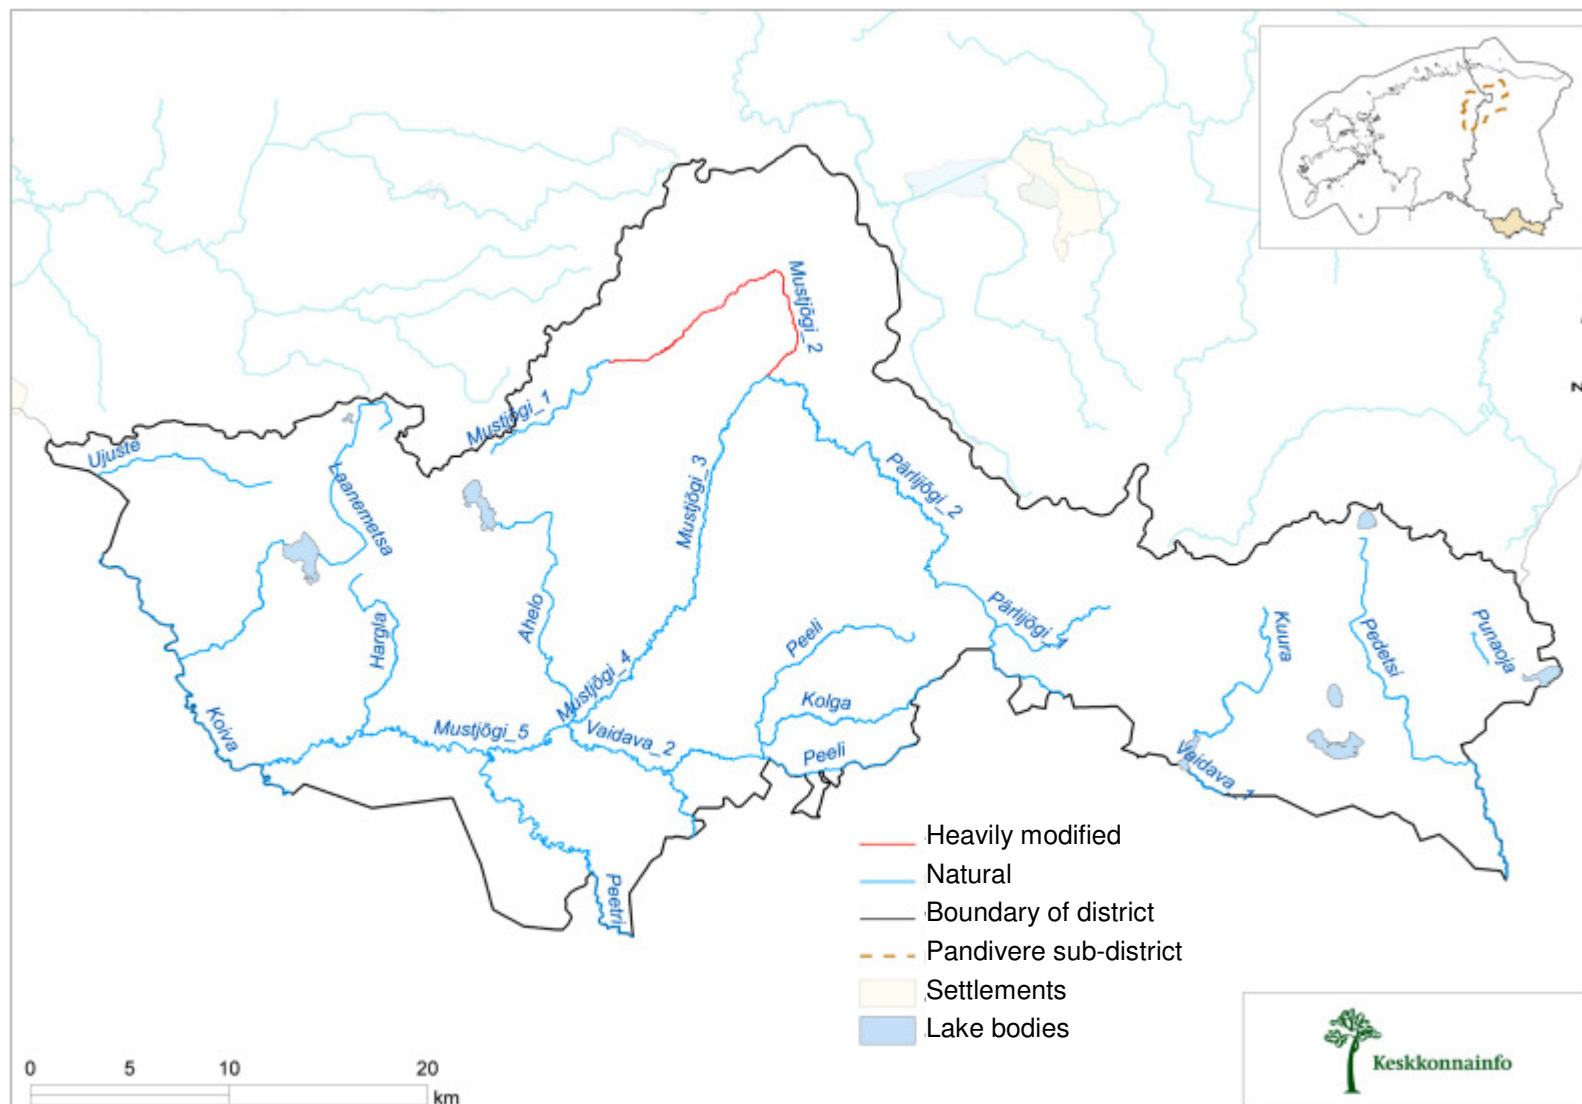 Mustjõgi_2
Mustjõgi_1
Ujuste
Laanemetsa
Mustjõgi_3
Pärlijõgi_2
Ahelo
Hargla
Pärlijõgi_1
Peeli
Kuura
Pedetsi
Punaoja
Mustjõgi_4
Koiva
Kolga
Mustjõgi_5
Vaidava_2
Peeli
Vaidava_1
Peetri
Heavily modified
Natural
Boundary of district
Pandivere sub-district
Settlements
Lake bodies
0 5 10 20
km
Keskkonnainfo